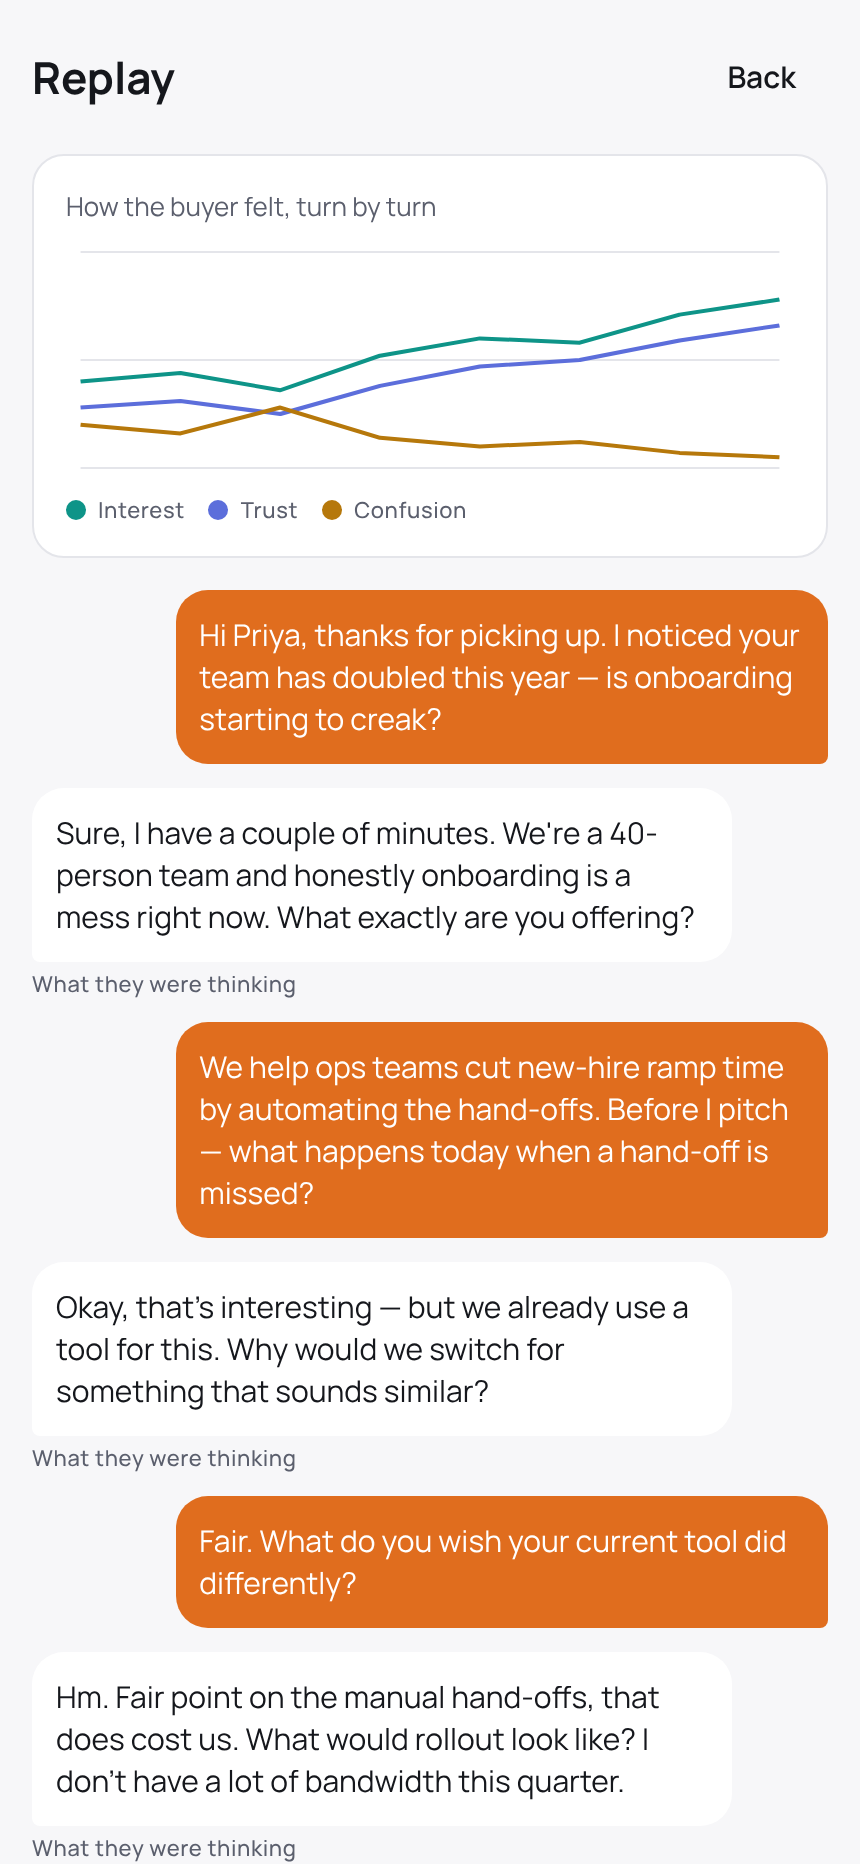 Replay
Back
How the buyer felt, turn by turn
Interest
Trust
Confusion
Hi Priya, thanks for picking up. I noticed your
team has doubled this year — is onboarding
starting to creak?
Sure, I have a couple of minutes. We're a 40-
person team and honestly onboarding is a
mess right now. What exactly are you offering?
What they were thinking
We help ops teams cut new-hire ramp time
by automating the hand-offs. Before I pitch
— what happens today when a hand-off is
missed?
Okay, that’s interesting — but we already use a
tool for this. Why would we switch for
something that sounds similar?
What they were thinking
Fair. What do you wish your current tool did
differently?
Hm. Fair point on the manual hand-offs, that
does cost us. What would rollout look like? I
don’t have a lot of bandwidth this quarter.
What they were thinking